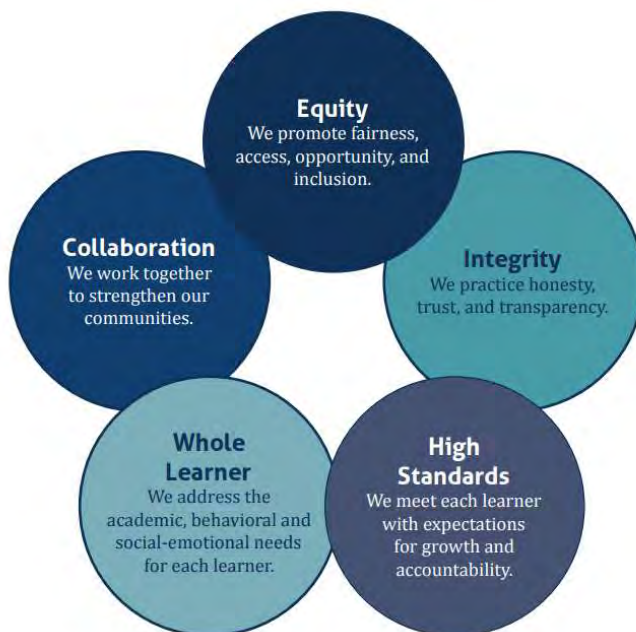 Equity
We promote fairness,
access, opportunity, and
inclusion.
Collaboration
We work together
to strengthen our
communities.
Integrity
We practice honesty,
trust, and transparency.
Whole
Learner
We address the
academic, behavioral and
social-emotional needs
for each learner.
High
Standards
We meet each learner
with expectations
for growth and
accountability.